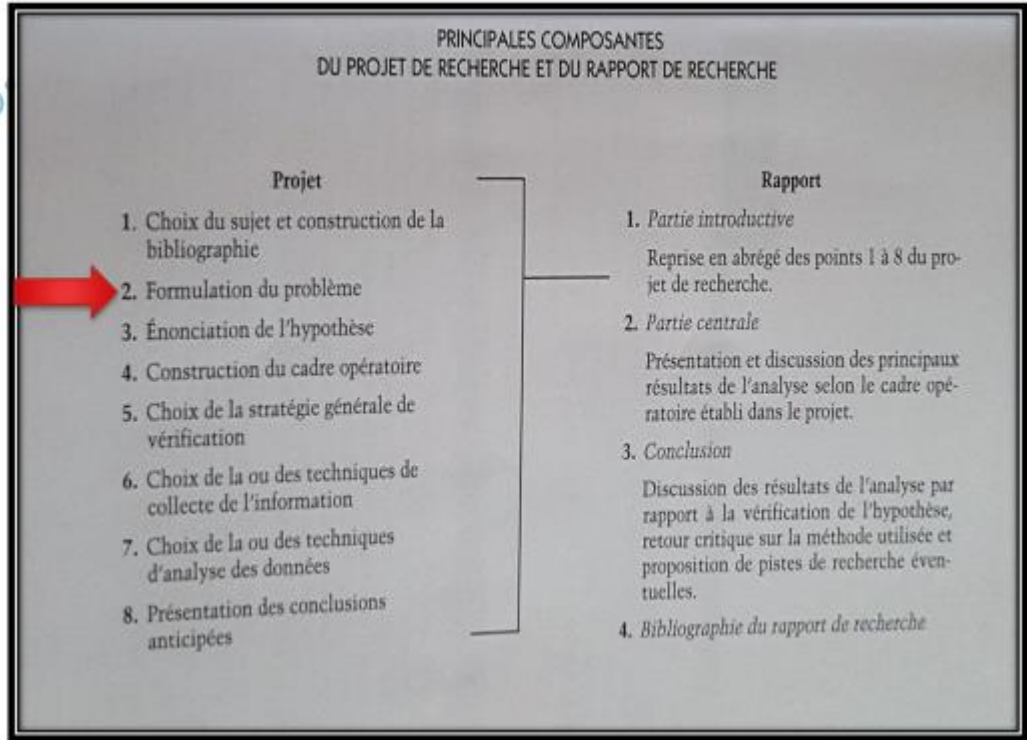 PRINCIPALES COMPOSANTES
DU PROJET DE RECHERCHE ET DU RAPPORT DE RECHERCHE
Projet
1. Choix du sujet et construction de la
bibliographie
2. Formulation du problème
3. Énonciation de l'hypothèse
4. Construction du cadre opératoire
5. Choix de la stratégie générale de
vérification
6. Choix de la ou des techniques de
collecte de l'information
7. Choix de la ou des techniques
d'analyse des données
8. Présentation des conclusions
anticipées
Rapport
1. Partie introductive
Reprise en abrégé des points 1 à 8 du pro-
jet de recherche.
2. Partie centrale
Présentation et discussion des principaux
résultats de l'analyse selon le cadre opé-
ratoire établi dans le projet.
3. Conclusion
Discussion des résultats de l'analyse par
rapport à la vérification de l'hypothèse,
retour critique sur la méthode utilisée et
proposition de pistes de recherche éven-
tuelles.
4. Bibliographie du rapport de recherche